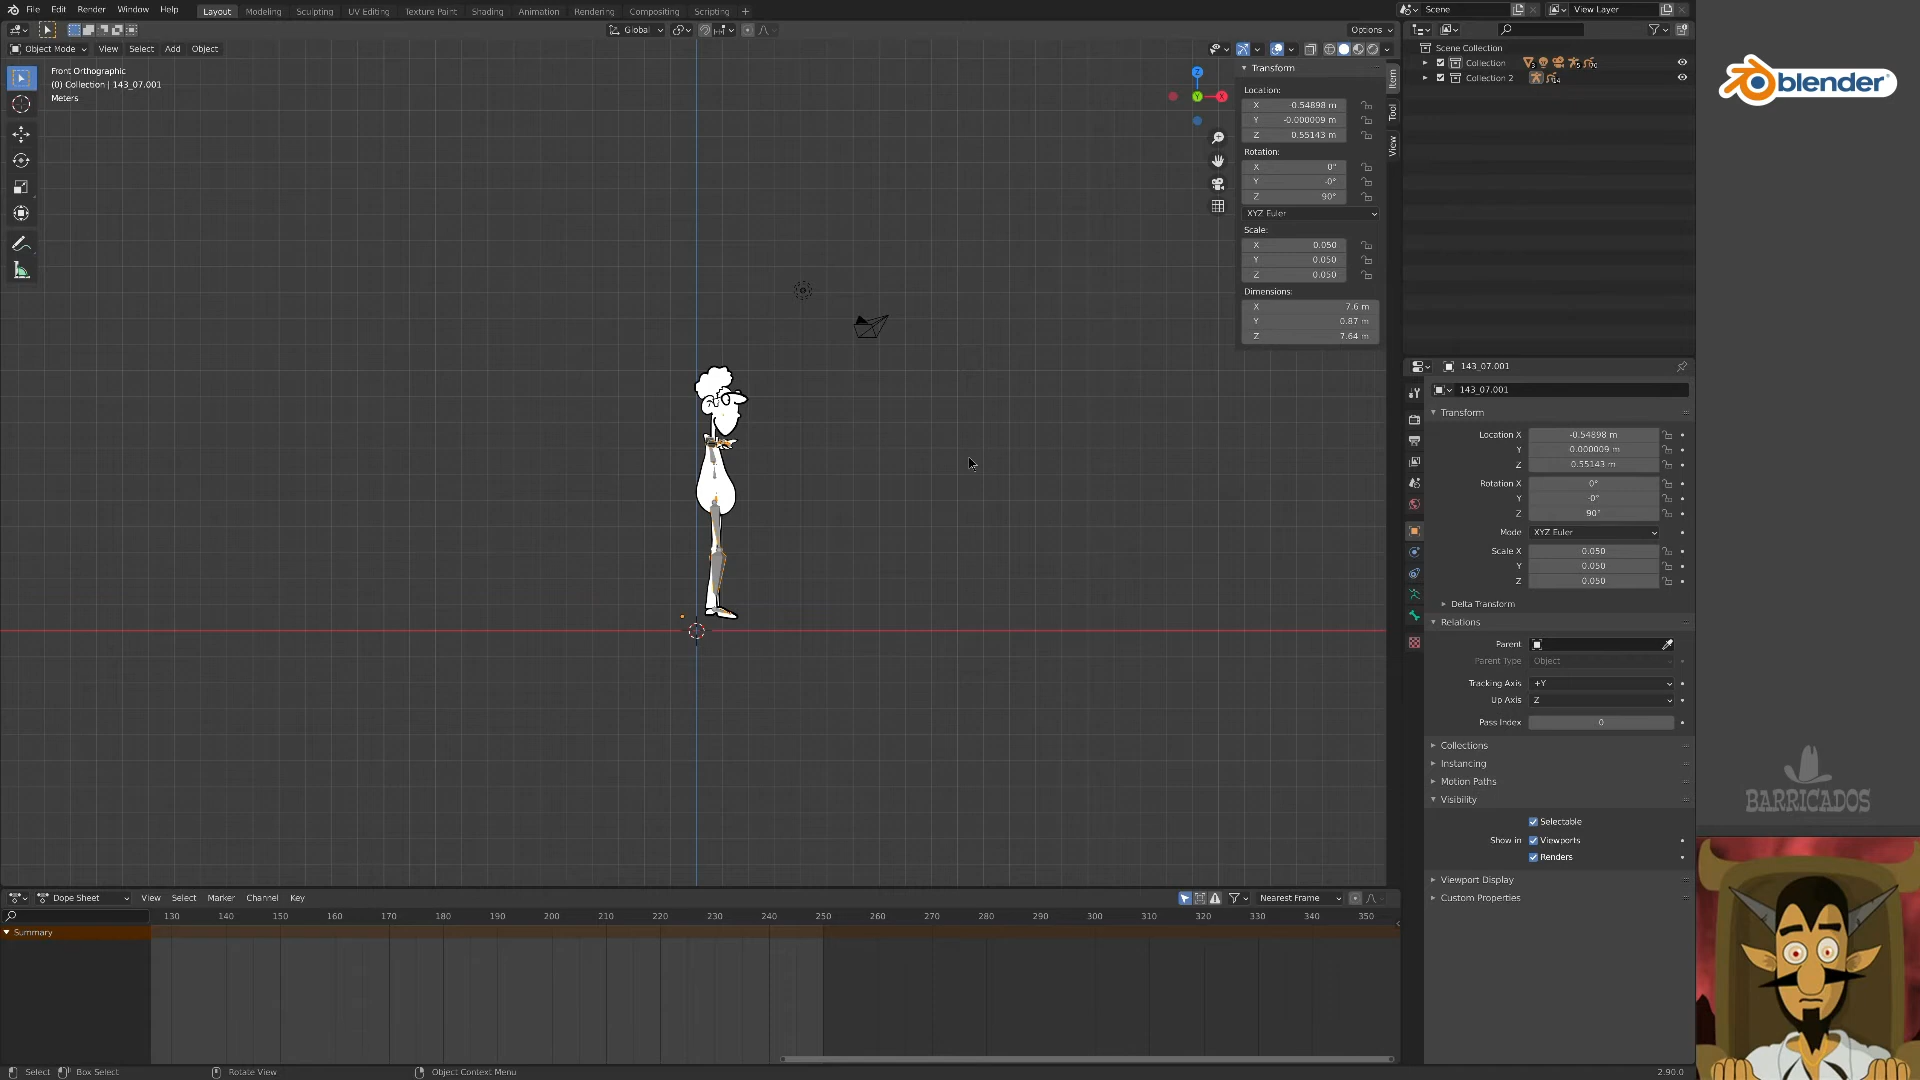 File Edit Render Window Help Layout Modeling Sculpting UV Editing Texture Paint Shading Animation Rendering Compositing Scripting + Scene View Layer
Global Options
Object Mode View Select Add Object
Front Orthographic
(0) Collection | 143_07.001
Meters
Z
Y
X
Transform
Location:
X -0.54898 m
Y -0.000009 m
Z 0.55143 m
Rotation:
X 0°
Y -0°
Z 90°
XYZ Euler
Scale:
X 0.050
Y 0.050
Z 0.050
Dimensions:
X 7.6 m
Y 0.87 m
Z 7.64 m
Item
Tool
View
Scene Collection
Collection
Collection 2
143_07.001
143_07.001
Transform
Location X -0.54898 m
Y -0.000009 m
Z 0.55143 m
Rotation X 0°
Y -0°
Z 90°
Mode XYZ Euler
Scale X 0.050
Y 0.050
Z 0.050
Delta Transform
Relations
Parent
Parent Type Object
Tracking Axis +Y
Up Axis Z
Pass Index 0
Collections
Instancing
Motion Paths
Visibility
Selectable
Show in Viewports
Renders
Viewport Display
Custom Properties
Dope Sheet View Select Marker Channel Key Nearest Frame
130 140 150 160 170 180 190 200 210 220 230 240 250 260 270 280 290 300 310 320 330 340 350
Summary
Select Box Select Rotate View Object Context Menu 2.90.0
blender
BARRICADOS